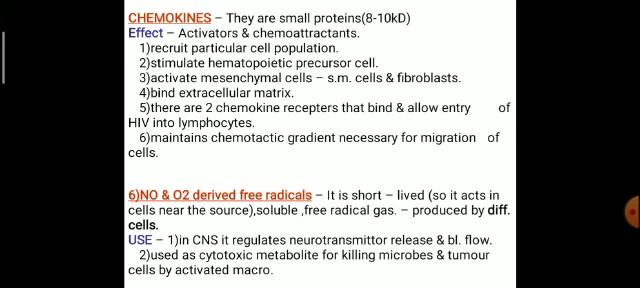 CHEMOKINES – They are small proteins(8-10kD)
Effect – Activators & chemoattractants.
1)recruit particular cell population.
2)stimulate hematopoietic precursor cell.
3)activate mesenchymal cells – s.m. cells & fibroblasts.
4)bind extracellular matrix.
5)there are 2 chemokine recepters that bind & allow entry of
HIV into lymphocytes.
6)maintains chemotactic gradient necessary for migration of
cells.
6)NO & O2 derived free radicals – It is short – lived (so it acts in
cells near the source),soluble ,free radical gas. – produced by diff.
cells.
USE – 1)in CNS it regulates neurotransmittor release & bl. flow.
2)used as cytotoxic metabolite for killing microbes & tumour
cells by activated macro.